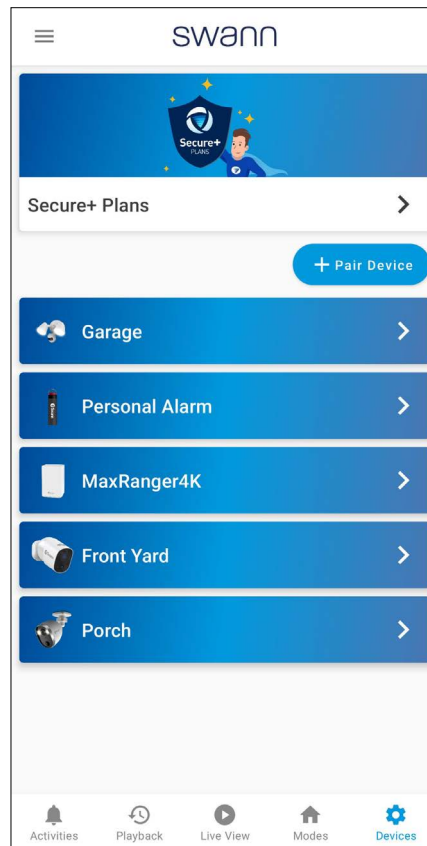 swann
Secure+
PLANS
Secure+ Plans
+ Pair Device
Garage
Personal Alarm
MaxRanger4K
Front Yard
Porch
Activities
Playback
Live View
Modes
Devices